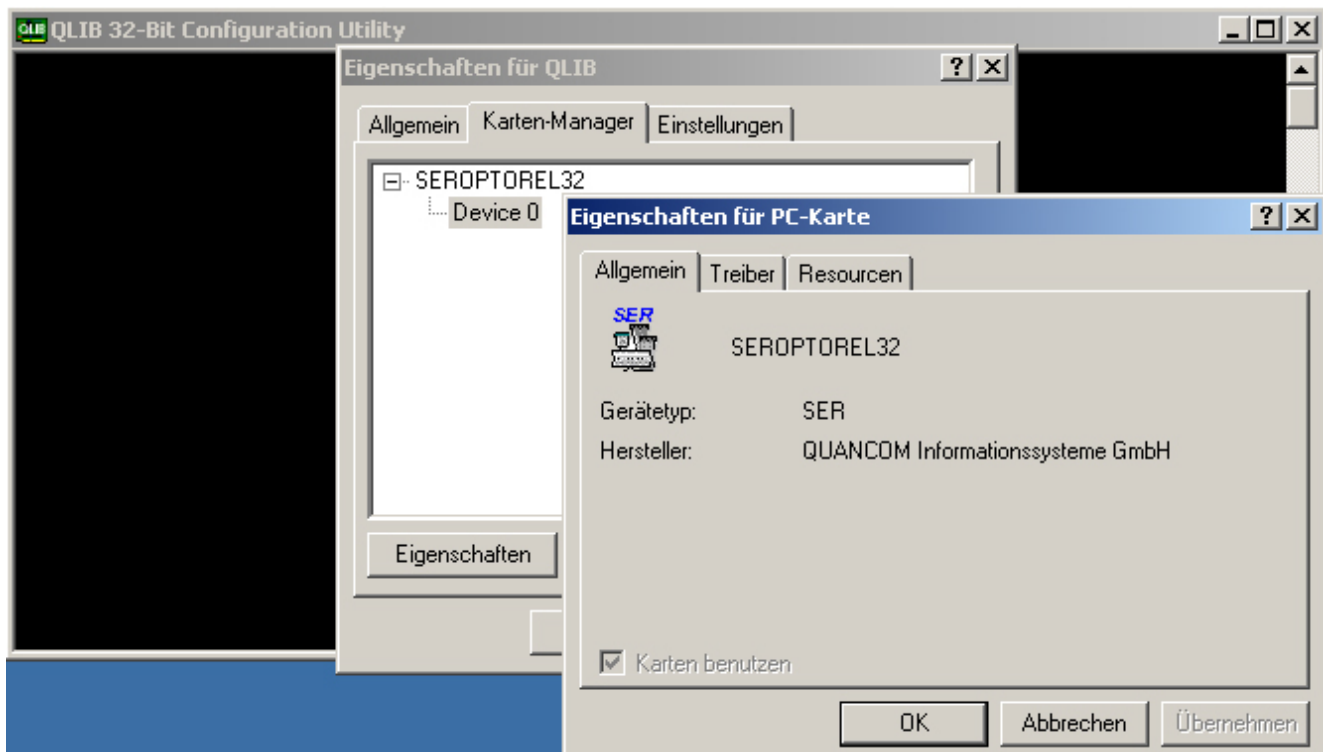 QLIB QLIB 32-Bit Configuration Utility
Eigenschaften für QLIB
Allgemein Karten-Manager Einstellungen
SEROPTOREL32
Device 0
Eigenschaften
Eigenschaften für PC-Karte
Allgemein Treiber Resourcen
SER
SEROPTOREL32
Gerätetyp: SER
Hersteller: QUANCOM Informationssysteme GmbH
Karten benutzen
OK Abbrechen Übernehmen